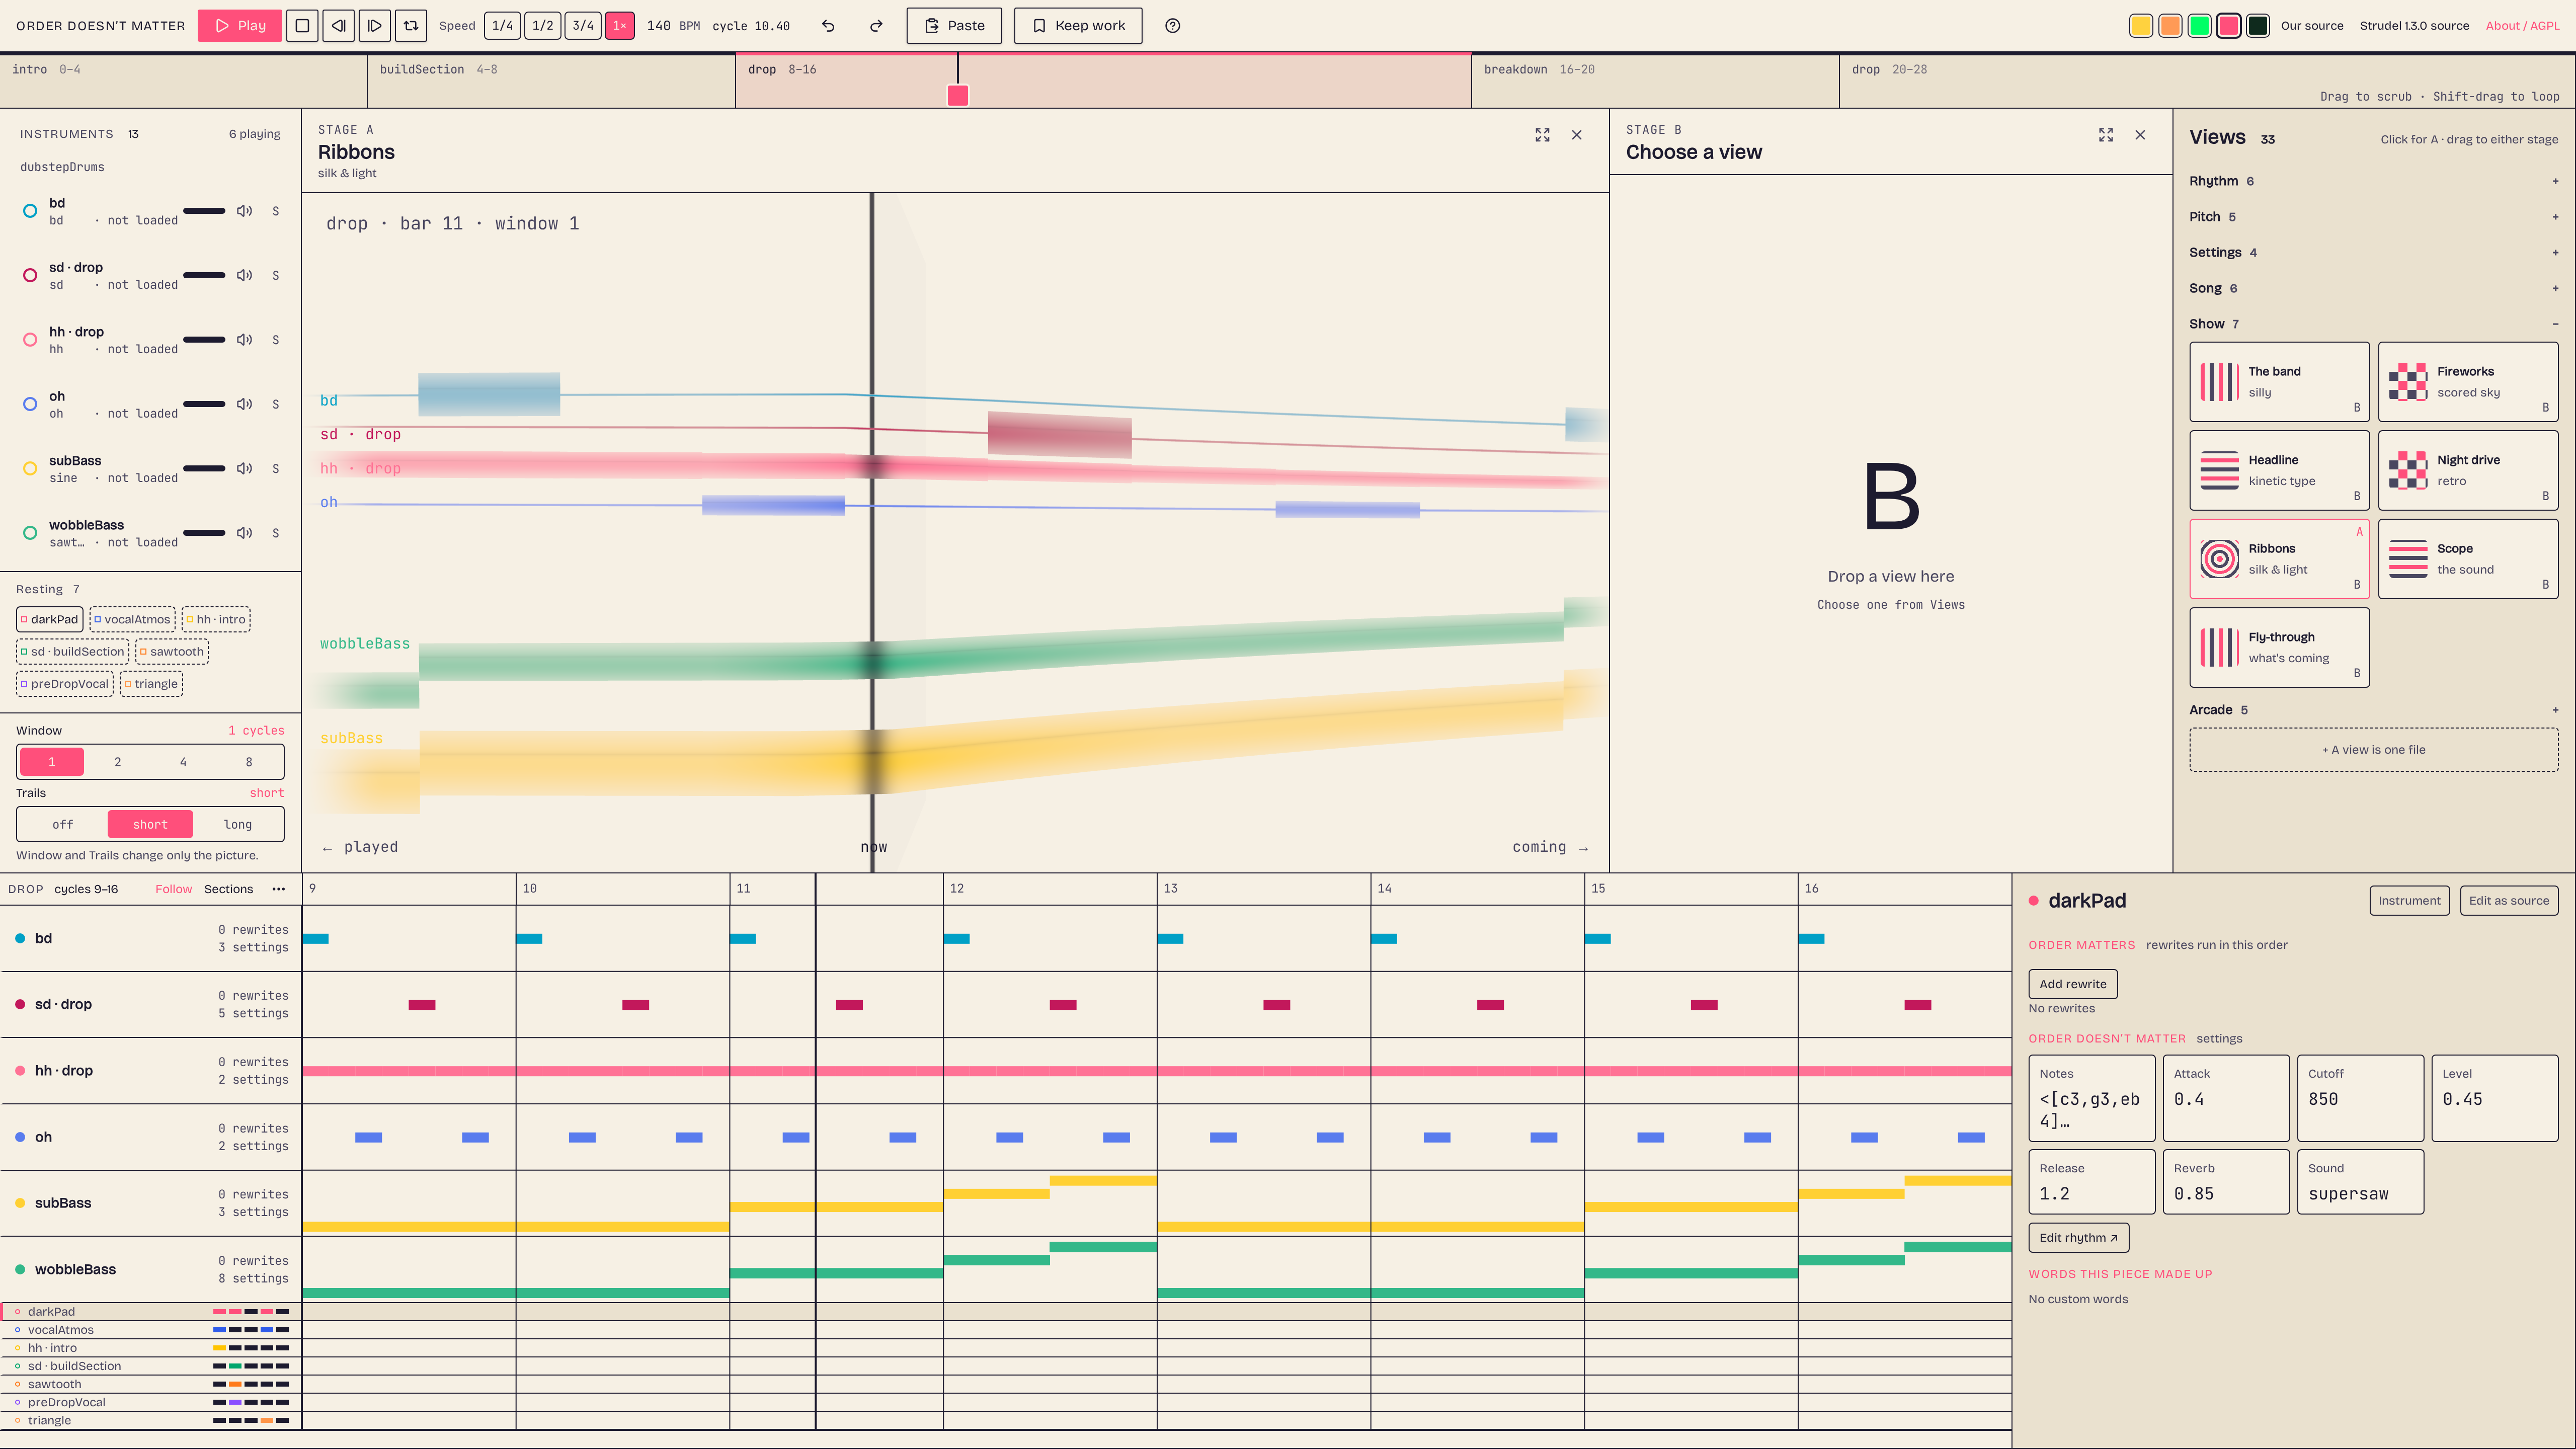 ORDER DOESN'T MATTER Play Speed 1/4 1/2 3/4 1× 140 BPM cycle 10.40 Paste Keep work Our source Strudel 1.3.0 source About / AGPL
intro 0–4 buildSection 4–8 drop 8–16 breakdown 16–20 drop 20–28
Drag to scrub · Shift-drag to loop
INSTRUMENTS 13 6 playing
dubstepDrums
bd
bd · not loaded S
sd · drop
sd · not loaded S
hh · drop
hh · not loaded S
oh
oh · not loaded S
subBass
sine · not loaded S
wobbleBass
sawt… · not loaded S
Resting 7
darkPad vocalAtmos hh · intro
sd · buildSection sawtooth
preDropVocal triangle
Window 1 cycles
1 2 4 8
Trails short
off short long
Window and Trails change only the picture.
STAGE A
Ribbons
silk & light
drop · bar 11 · window 1
bd
sd · drop
hh · drop
oh
wobbleBass
subBass
← played now coming →
STAGE B
Choose a view
B
Drop a view here
Choose one from Views
Views 33 Click for A · drag to either stage
Rhythm 6 +
Pitch 5 +
Settings 4 +
Song 6 +
Show 7 −
The band
silly
B
Fireworks
scored sky
B
Headline
kinetic type
B
Night drive
retro
B
A
Ribbons
silk & light
B
Scope
the sound
B
Fly-through
what's coming
B
Arcade 5 +
+ A view is one file
DROP cycles 9–16 Follow Sections ••• 9 10 11 12 13 14 15 16
bd 0 rewrites
3 settings
sd · drop 0 rewrites
5 settings
hh · drop 0 rewrites
2 settings
oh 0 rewrites
2 settings
subBass 0 rewrites
3 settings
wobbleBass 0 rewrites
8 settings
darkPad
vocalAtmos
hh · intro
sd · buildSection
sawtooth
preDropVocal
triangle
darkPad Instrument Edit as source
ORDER MATTERS rewrites run in this order
Add rewrite
No rewrites
ORDER DOESN'T MATTER settings
Notes
<[c3,g3,eb
4]…
Attack
0.4
Cutoff
850
Level
0.45
Release
1.2
Reverb
0.85
Sound
supersaw
Edit rhythm ↗
WORDS THIS PIECE MADE UP
No custom words